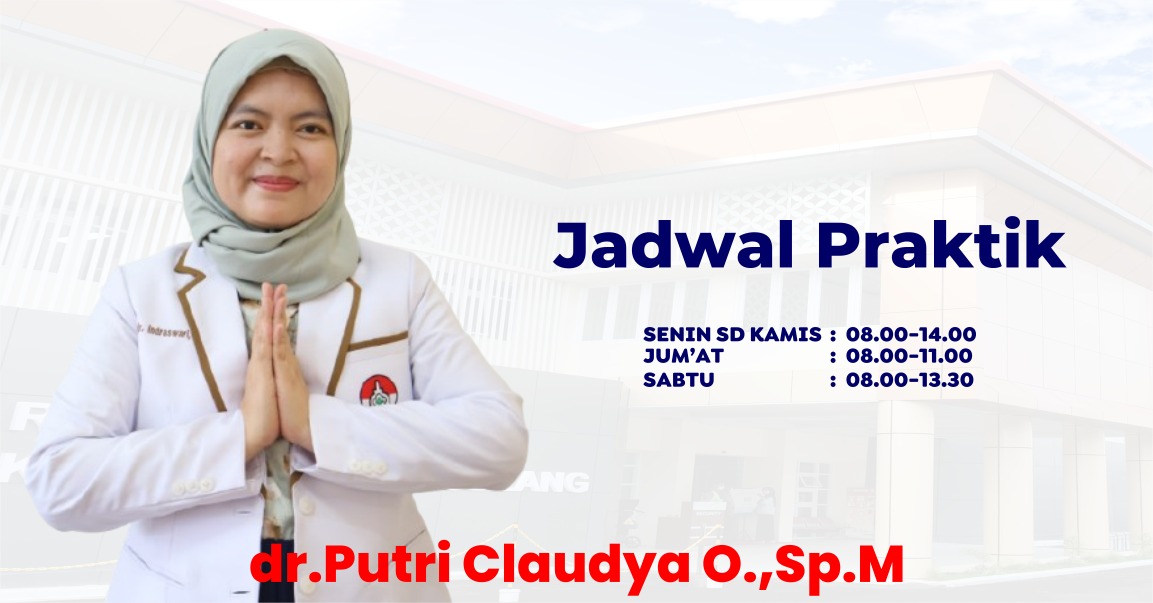 Jadwal Praktik
SENIN SD KAMIS : 08.00-14.00
JUM'AT : 08.00-11.00
SABTU : 08.00-13.30
dr.Putri Claudya O.,Sp.M